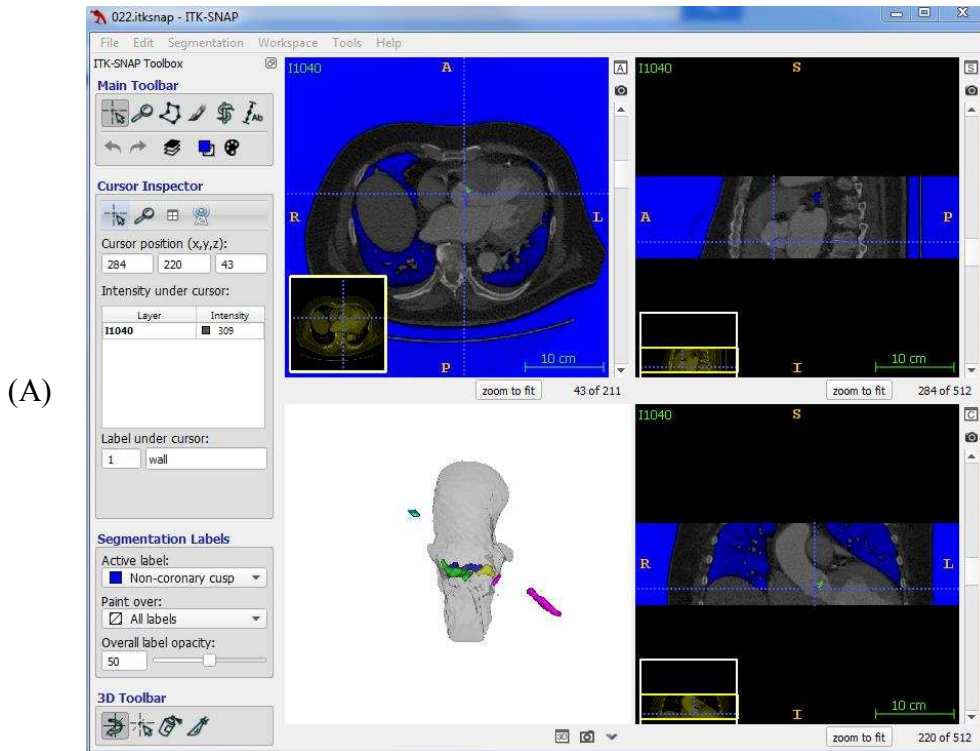 022.itksnap - ITK-SNAP
File Edit Segmentation Workspace Tools Help
ITK-SNAP Toolbox
Main Toolbar
Ab
Cursor Inspector
Cursor position (x,y,z):
284 220 43
Intensity under cursor:
Layer Intensity
I1040 309
Label under cursor:
1 wall
Segmentation Labels
Active label:
Non-coronary cusp
Paint over:
All labels
Overall label opacity:
50
3D Toolbar
(A)
I1040 A
R L
P 10 cm
A
zoom to fit 43 of 211
I1040 S
A P
I 10 cm
S
zoom to fit 284 of 512
3D
I1040 S
R L
I 10 cm
C
zoom to fit 220 of 512